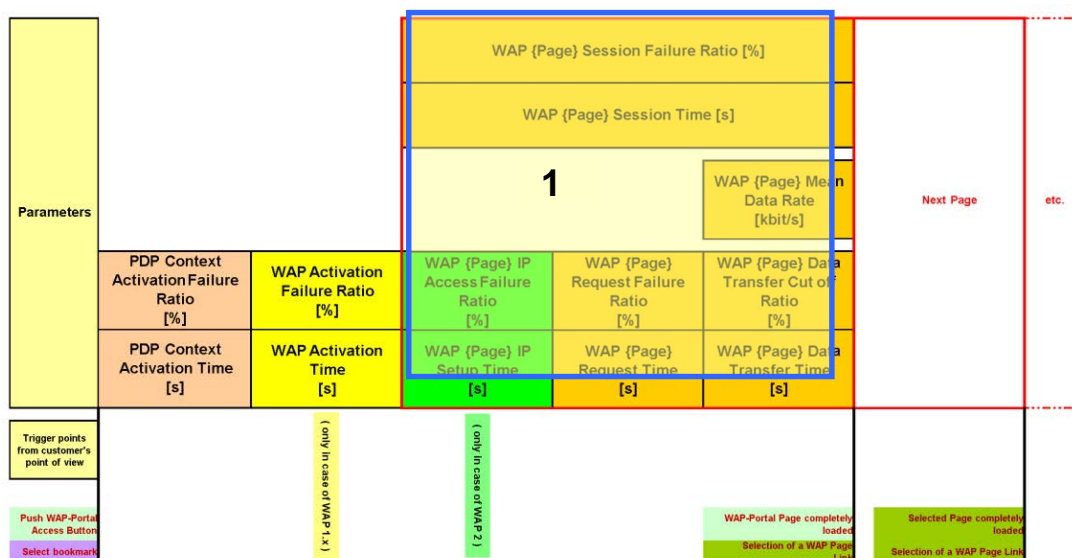 WAP {Page} Session Failure Ratio [%]
WAP {Page} Session Time [s]
1
Parameters
WAP {Page} Mean
Data Rate
[kbit/s]
Next Page
etc.
PDP Context
Activation Failure
Ratio
[%]
WAP Activation
Failure Ratio
[%]
WAP {Page} IP
Access Failure
Ratio
[%]
WAP {Page}
Request Failure
Ratio
[%]
WAP {Page} Data
Transfer Cut off
Ratio
[%]
PDP Context
Activation Time
[s]
WAP Activation
Time
[s]
WAP {Page} IP
Setup Time
[s]
WAP {Page}
Request Time
[s]
WAP {Page} Data
Transfer Time
[s]
Trigger points
from customer's
point of view
( only in case of WAP 1.x )
( only in case of WAP 2 )
Push WAP-Portal
Access Button
Select bookmark
WAP-Portal Page completely
loaded
Selection of a WAP Page
Link
Selected Page completely
loaded
Selection of a WAP Page Link